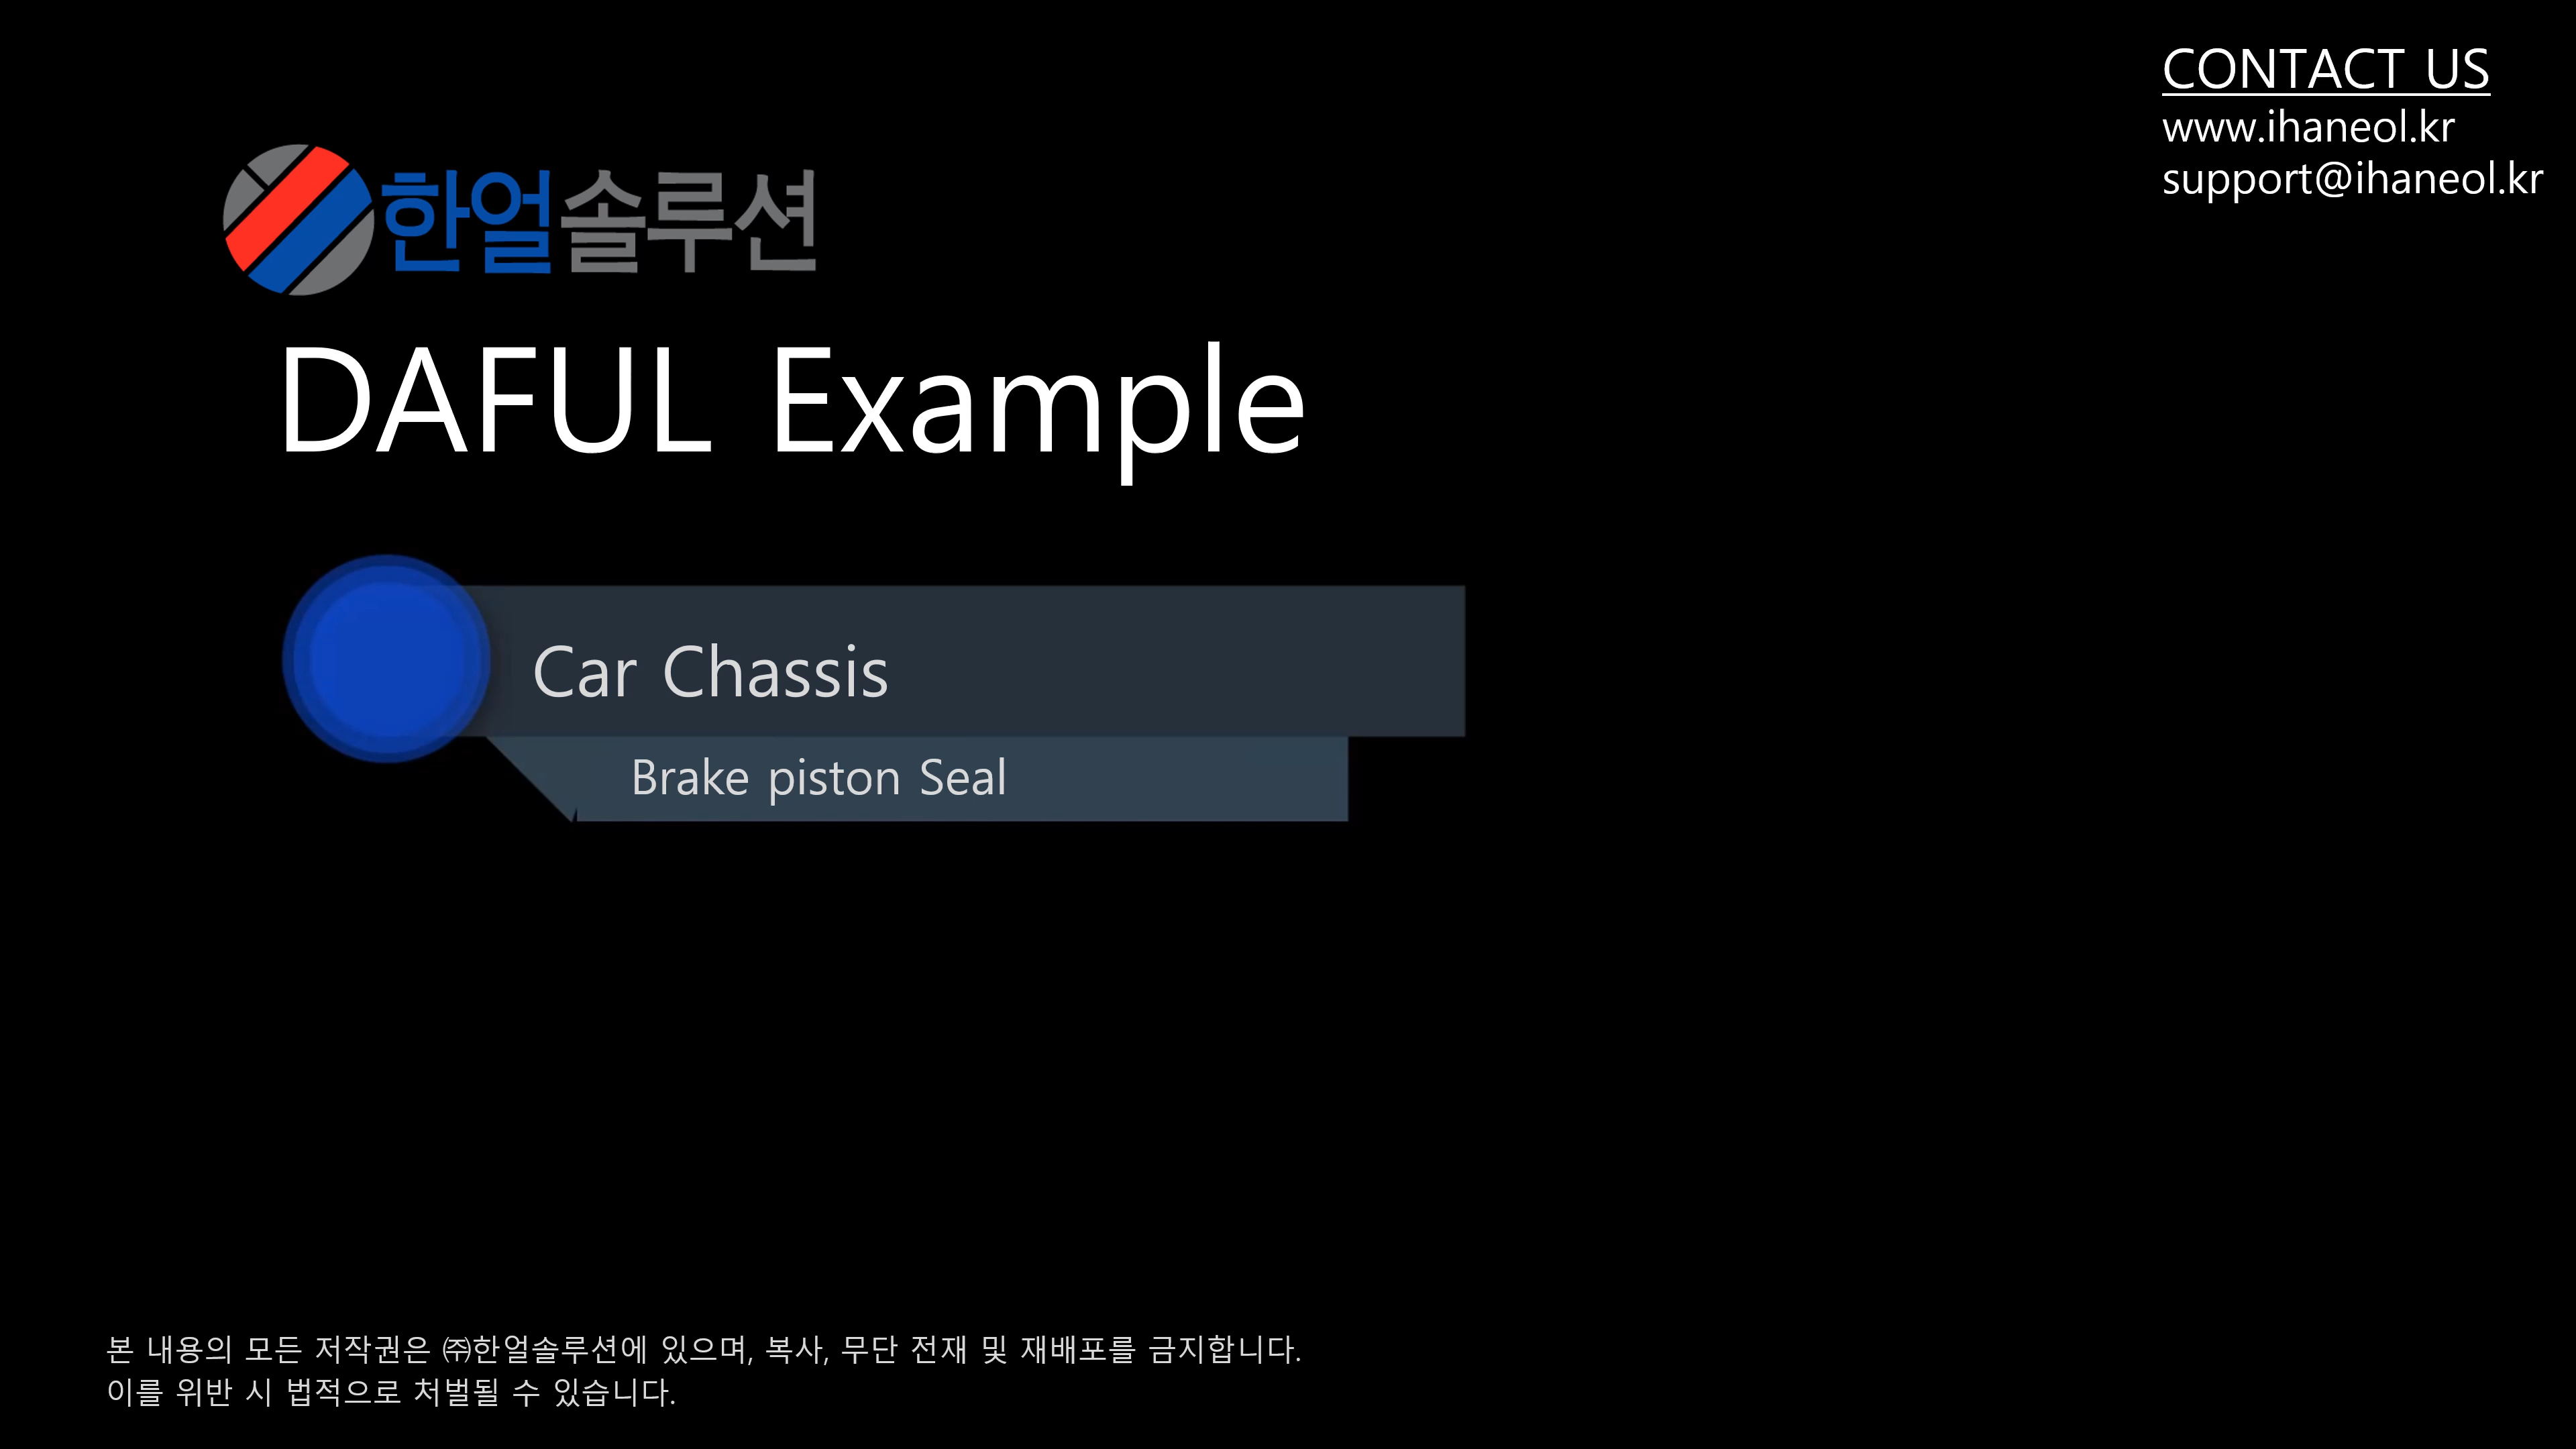 CONTACT US
www.ihaneol.kr
support@ihaneol.kr
한얼솔루션
DAFUL Example
Car Chassis
Brake piston Seal
본 내용의 모든 저작권은 ㈜한얼솔루션에 있으며, 복사, 무단 전재 및 재배포를 금지합니다.
이를 위반 시 법적으로 처벌될 수 있습니다.